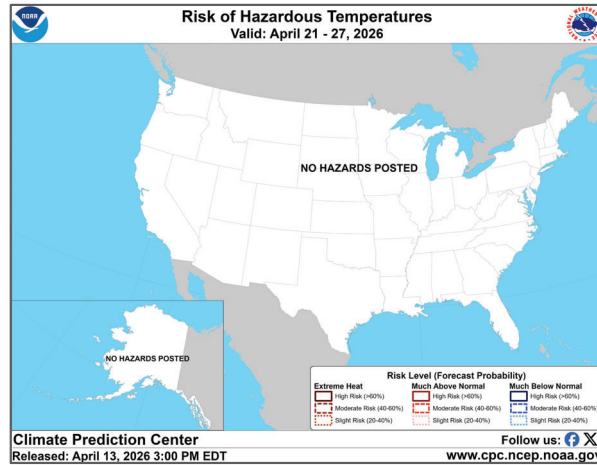 NOAA
Risk of Hazardous Temperatures
Valid: April 21 - 27, 2026
NO HAZARDS POSTED
NO HAZARDS POSTED
Risk Level (Forecast Probability)
Extreme Heat Much Above Normal Much Below Normal
High Risk (>60%) High Risk (>60%) High Risk (>60%)
Moderate Risk (40-60%) Moderate Risk (40-60%) Moderate Risk (40-60%)
Slight Risk (20-40%) Slight Risk (20-40%) Slight Risk (20-40%)
Climate Prediction Center
Follow us:
Released: April 13, 2026 3:00 PM EDT
www.cpc.ncep.noaa.gov